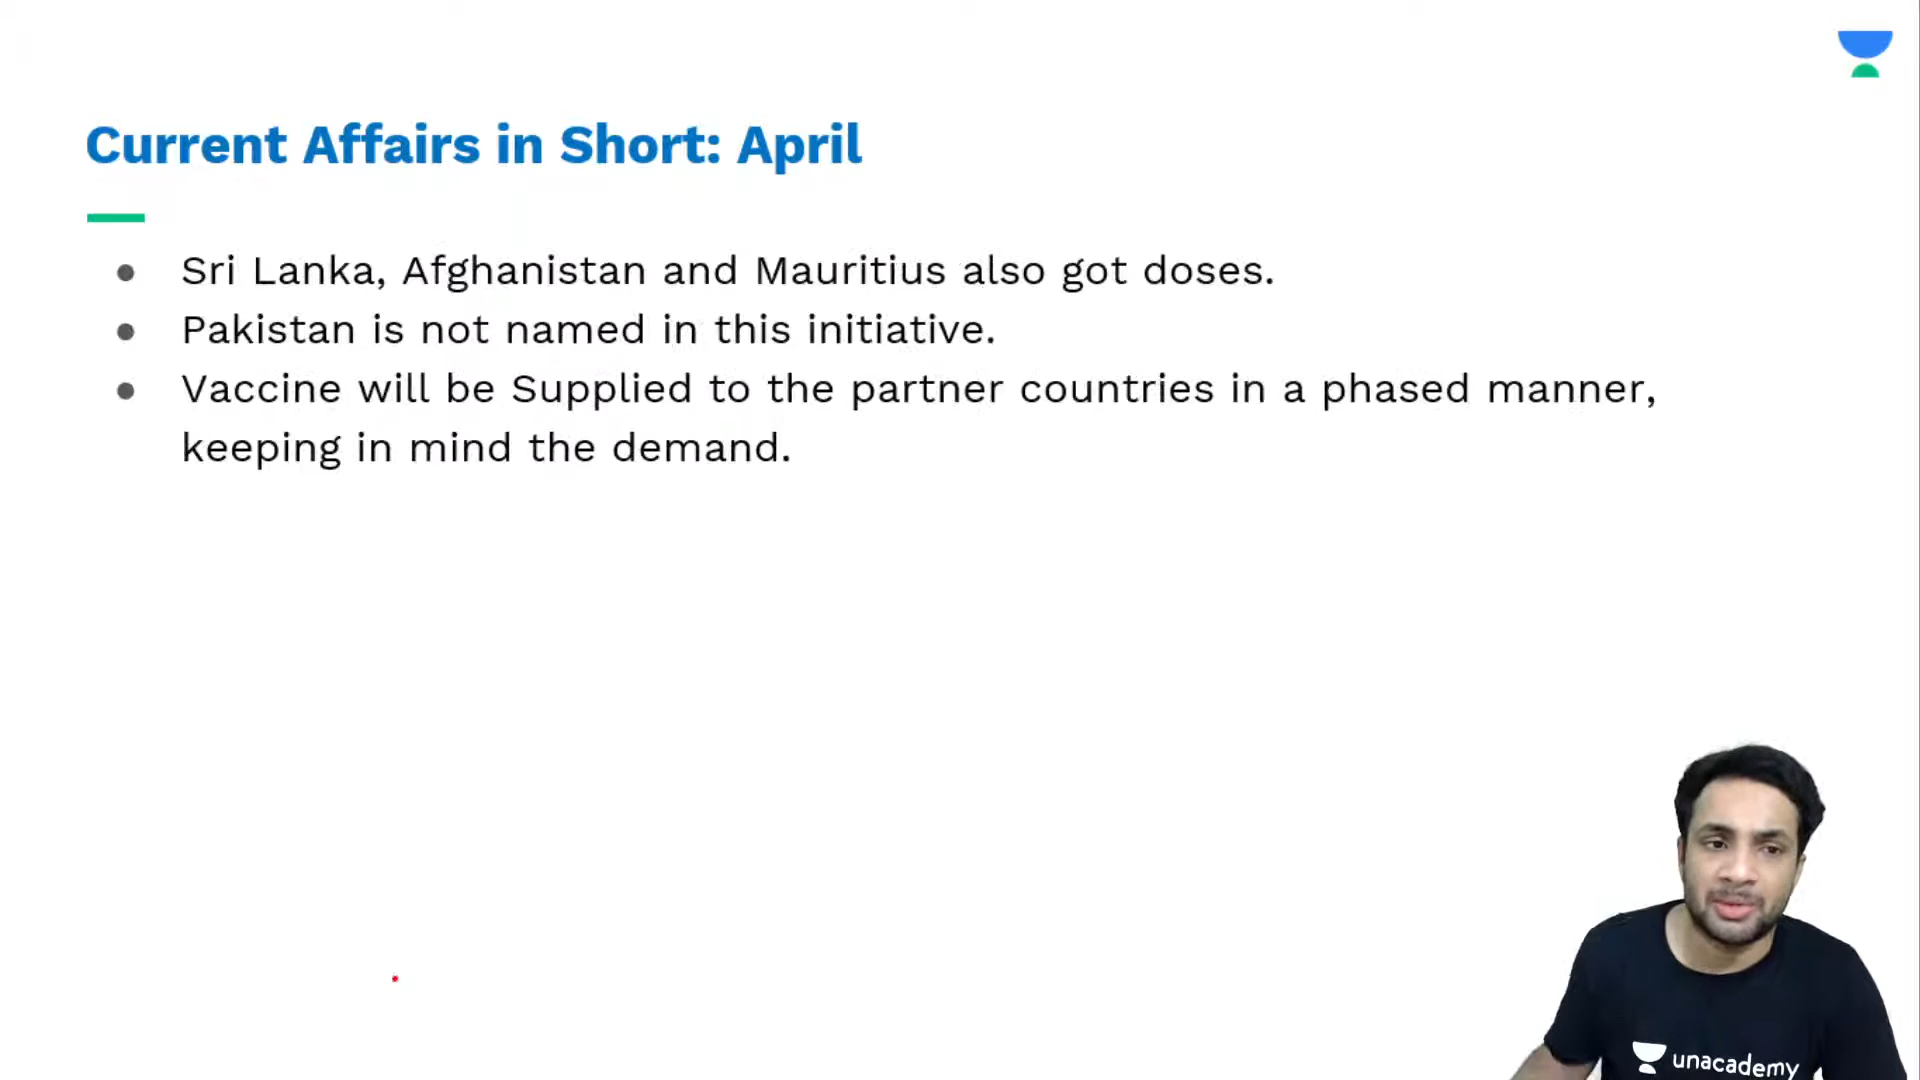 Current Affairs in Short: April
Sri Lanka, Afghanistan and Mauritius also got doses.
Pakistan is not named in this initiative.
Vaccine will be Supplied to the partner countries in a phased manner,
keeping in mind the demand.
unacademy